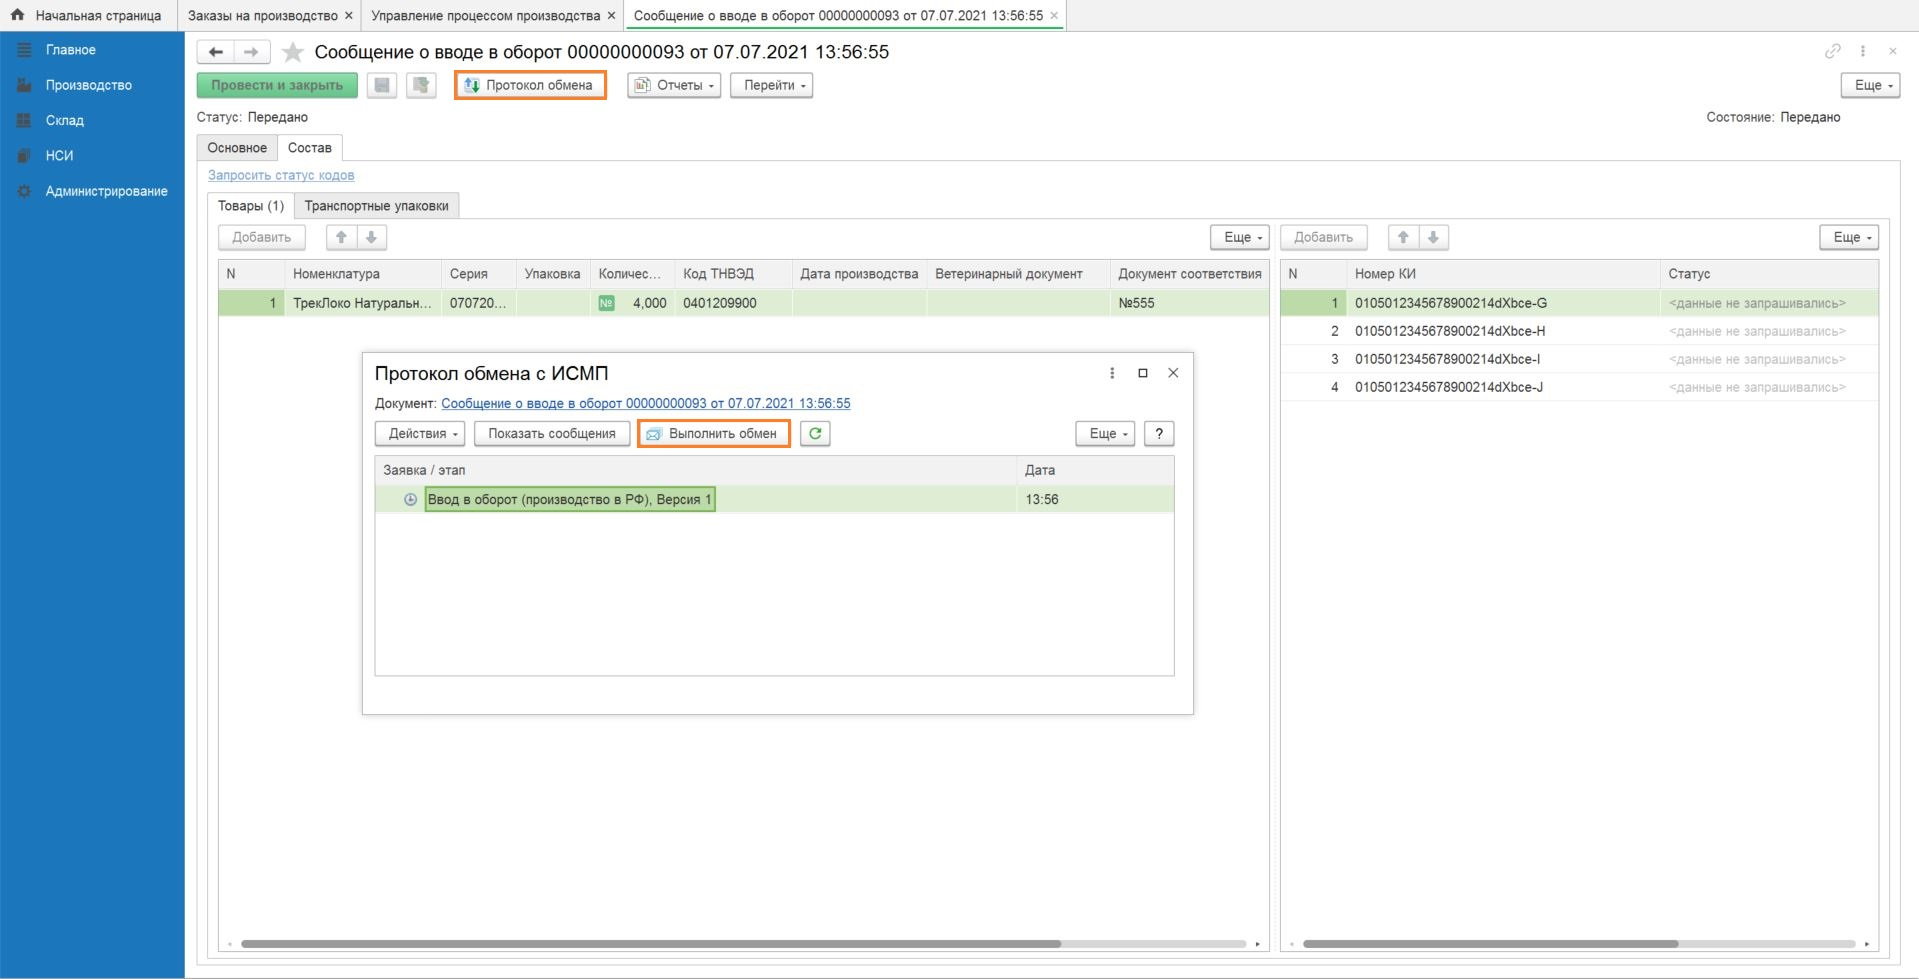 Начальная страница
Заказы на производство ×
Управление процессом производства ×
Сообщение о вводе в оборот 00000000093 от 07.07.2021 13:56:55 ×
Главное
Производство
Склад
НСИ
Администрирование
Сообщение о вводе в оборот 00000000093 от 07.07.2021 13:56:55
Провести и закрыть
Протокол обмена
Отчеты
Перейти
Еще
Статус: Передано
Состояние: Передано
Основное
Состав
Запросить статус кодов
Товары (1)
Транспортные упаковки
Добавить
Еще
Добавить
Еще
N Номенклатура Серия Упаковка Количес... Код ТНВЭД Дата производства Ветеринарный документ Документ соответствия
1 ТрекЛоко Натуральн... 070720... № 4,000 0401209900 №555
N Номер КИ Статус
1 0105012345678900214dXbce-G <данные не запрашивались>
2 0105012345678900214dXbce-H <данные не запрашивались>
3 0105012345678900214dXbce-I <данные не запрашивались>
4 0105012345678900214dXbce-J <данные не запрашивались>
Протокол обмена с ИСМП
Документ: Сообщение о вводе в оборот 00000000093 от 07.07.2021 13:56:55
Действия
Показать сообщения
Выполнить обмен
Еще
?
Заявка / этап Дата
Ввод в оборот (производство в РФ), Версия 1 13:56